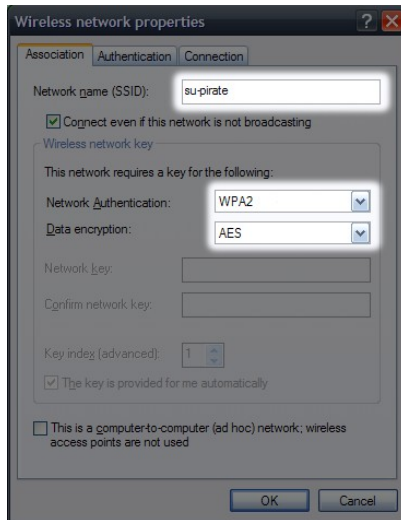 Wireless network properties
Association Authentication Connection
Network name (SSID): su-pirate
Connect even if this network is not broadcasting
Wireless network key
This network requires a key for the following:
Network Authentication: WPA2
Data encryption: AES
Network key:
Confirm network key:
Key index (advanced): 1
The key is provided for me automatically
This is a computer-to-computer (ad hoc) network; wireless
access points are not used
OK Cancel